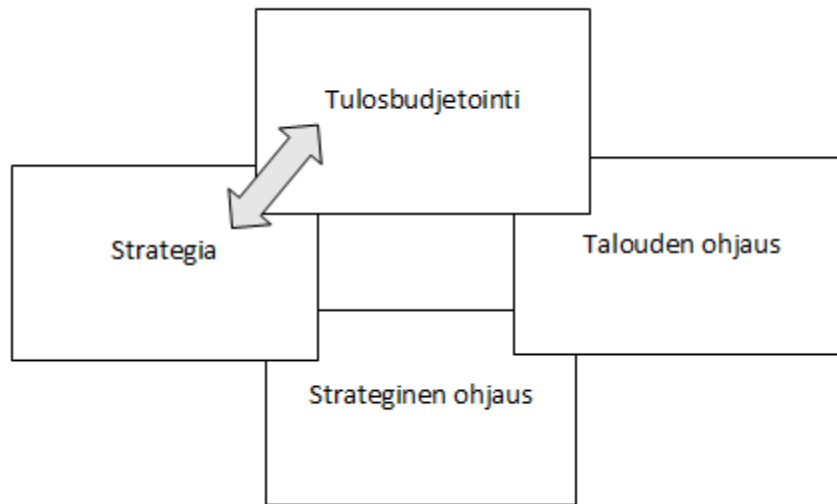 Tulosbudjetointi
Strategia
Talouden ohjaus
Strateginen ohjaus